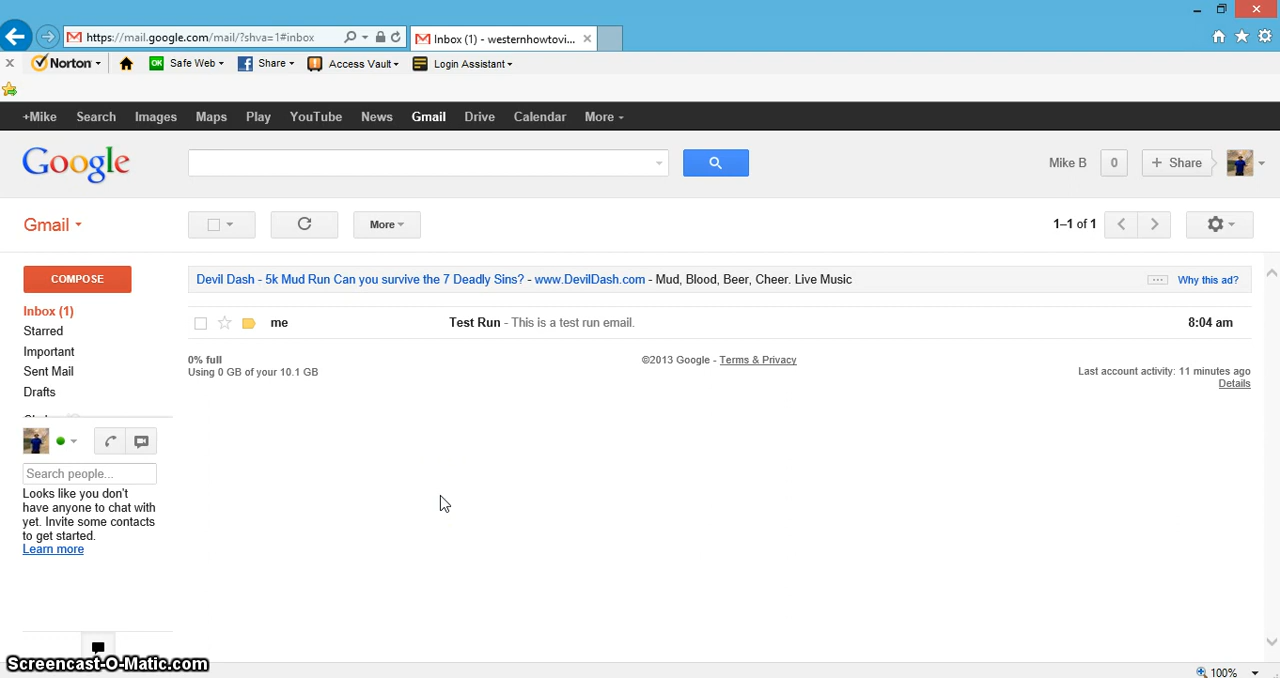 https://mail.google.com/mail/?shva=1#inbox
Inbox (1) - westernhowtovi...
Norton
OK Safe Web
Share
Access Vault
Login Assistant
+Mike Search Images Maps Play YouTube News Gmail Drive Calendar More
Google
Mike B 0 + Share
Gmail
More
1–1 of 1
COMPOSE
Devil Dash - 5k Mud Run Can you survive the 7 Deadly Sins? - www.DevilDash.com - Mud, Blood, Beer, Cheer. Live Music
Why this ad?
Inbox (1)
me Test Run - This is a test run email. 8:04 am
Starred
Important
Sent Mail
Drafts
0% full
Using 0 GB of your 10.1 GB
©2013 Google - Terms & Privacy
Last account activity: 11 minutes ago
Details
Search people...
Looks like you don't
have anyone to chat with
yet. Invite some contacts
to get started.
Learn more
Screencast-O-Matic.com
100%